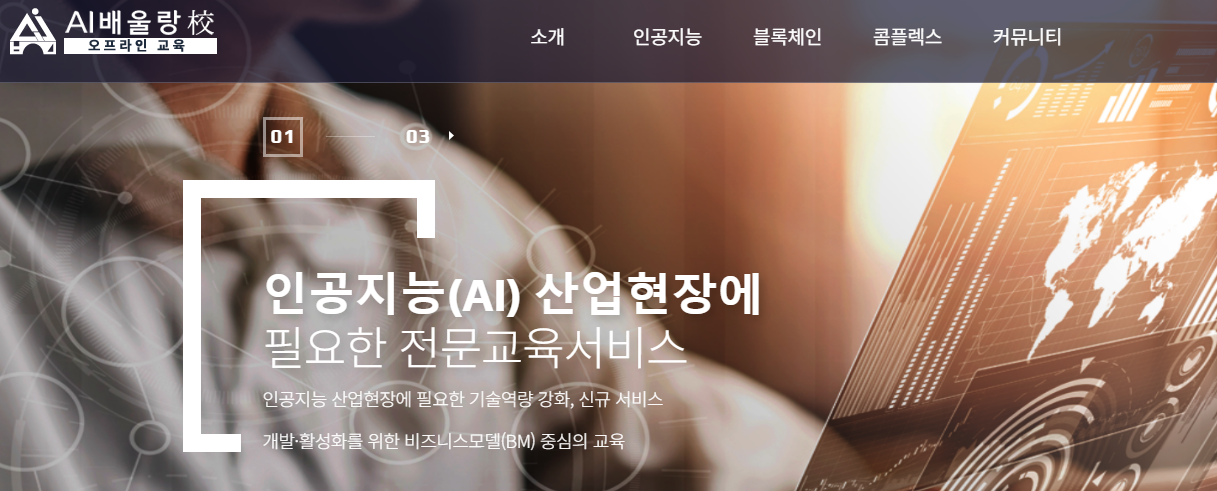 AI배울랑 校
오프라인 교육
소개 인공지능 블록체인 콤플렉스 커뮤니티
01 03
인공지능(AI) 산업현장에
필요한 전문교육서비스
인공지능 산업현장에 필요한 기술역량 강화, 신규 서비스
개발·활성화를 위한 비즈니스모델(BM) 중심의 교육